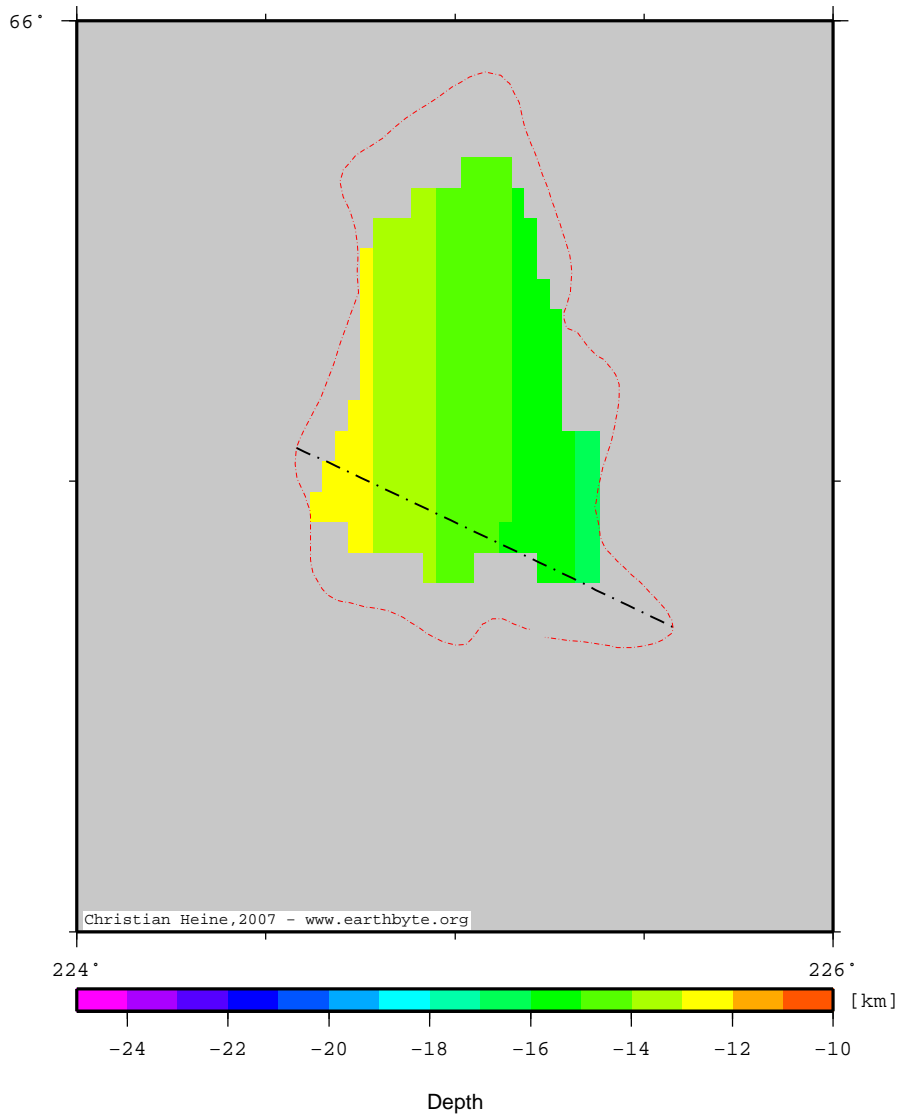 66°
Christian Heine,2007 - www.earthbyte.org
224° 226°
[km]
-24 -22 -20 -18 -16 -14 -12 -10
Depth